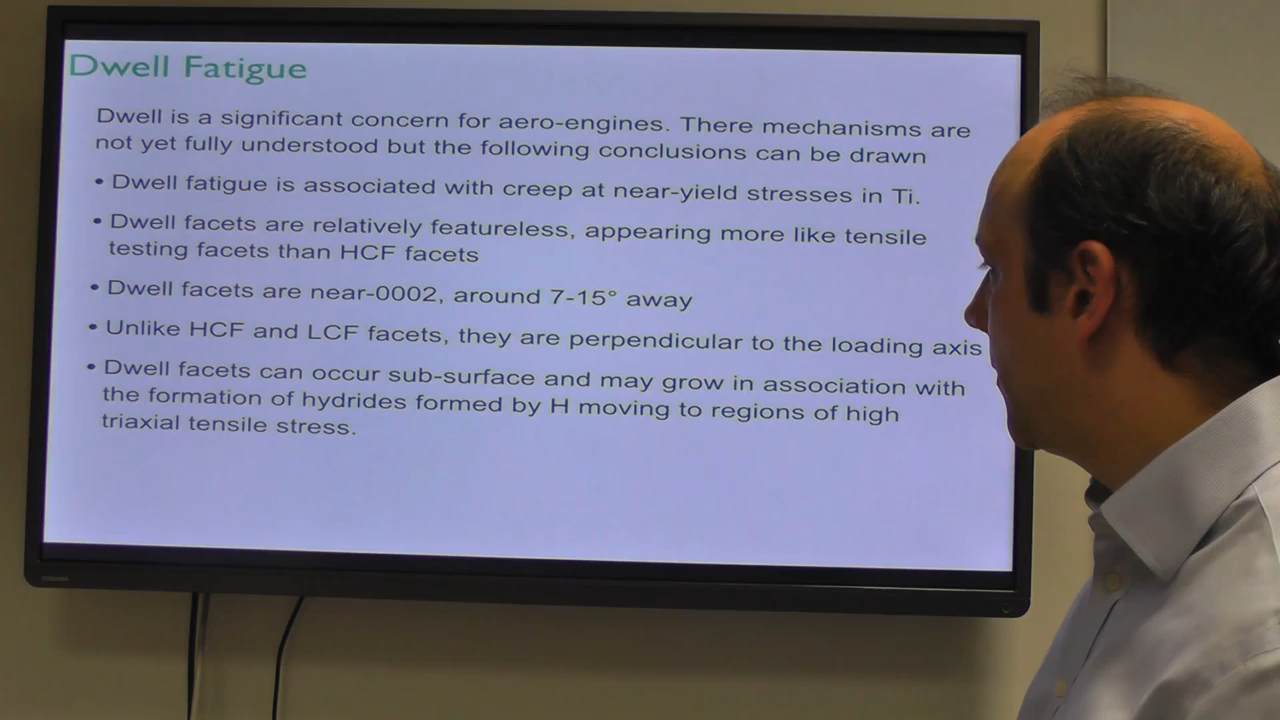 Dwell Fatigue
Dwell is a significant concern for aero-engines. There mechanisms are
not yet fully understood but the following conclusions can be drawn
• Dwell fatigue is associated with creep at near-yield stresses in Ti.
• Dwell facets are relatively featureless, appearing more like tensile
testing facets than HCF facets
• Dwell facets are near-0002, around 7-15° away
• Unlike HCF and LCF facets, they are perpendicular to the loading axis
• Dwell facets can occur sub-surface and may grow in association with
the formation of hydrides formed by H moving to regions of high
triaxial tensile stress.
TOSHIBA